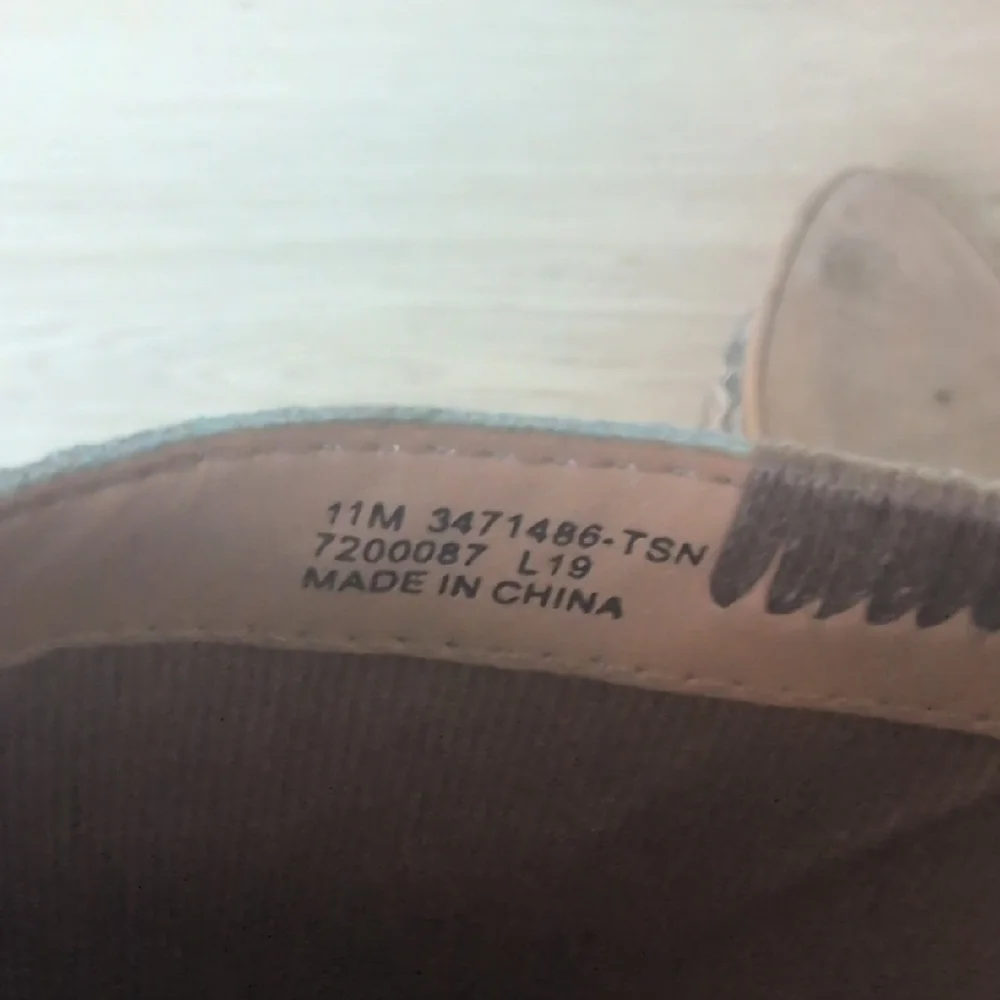 11M 3471486-TSN
7200087 L19
MADE IN CHINA